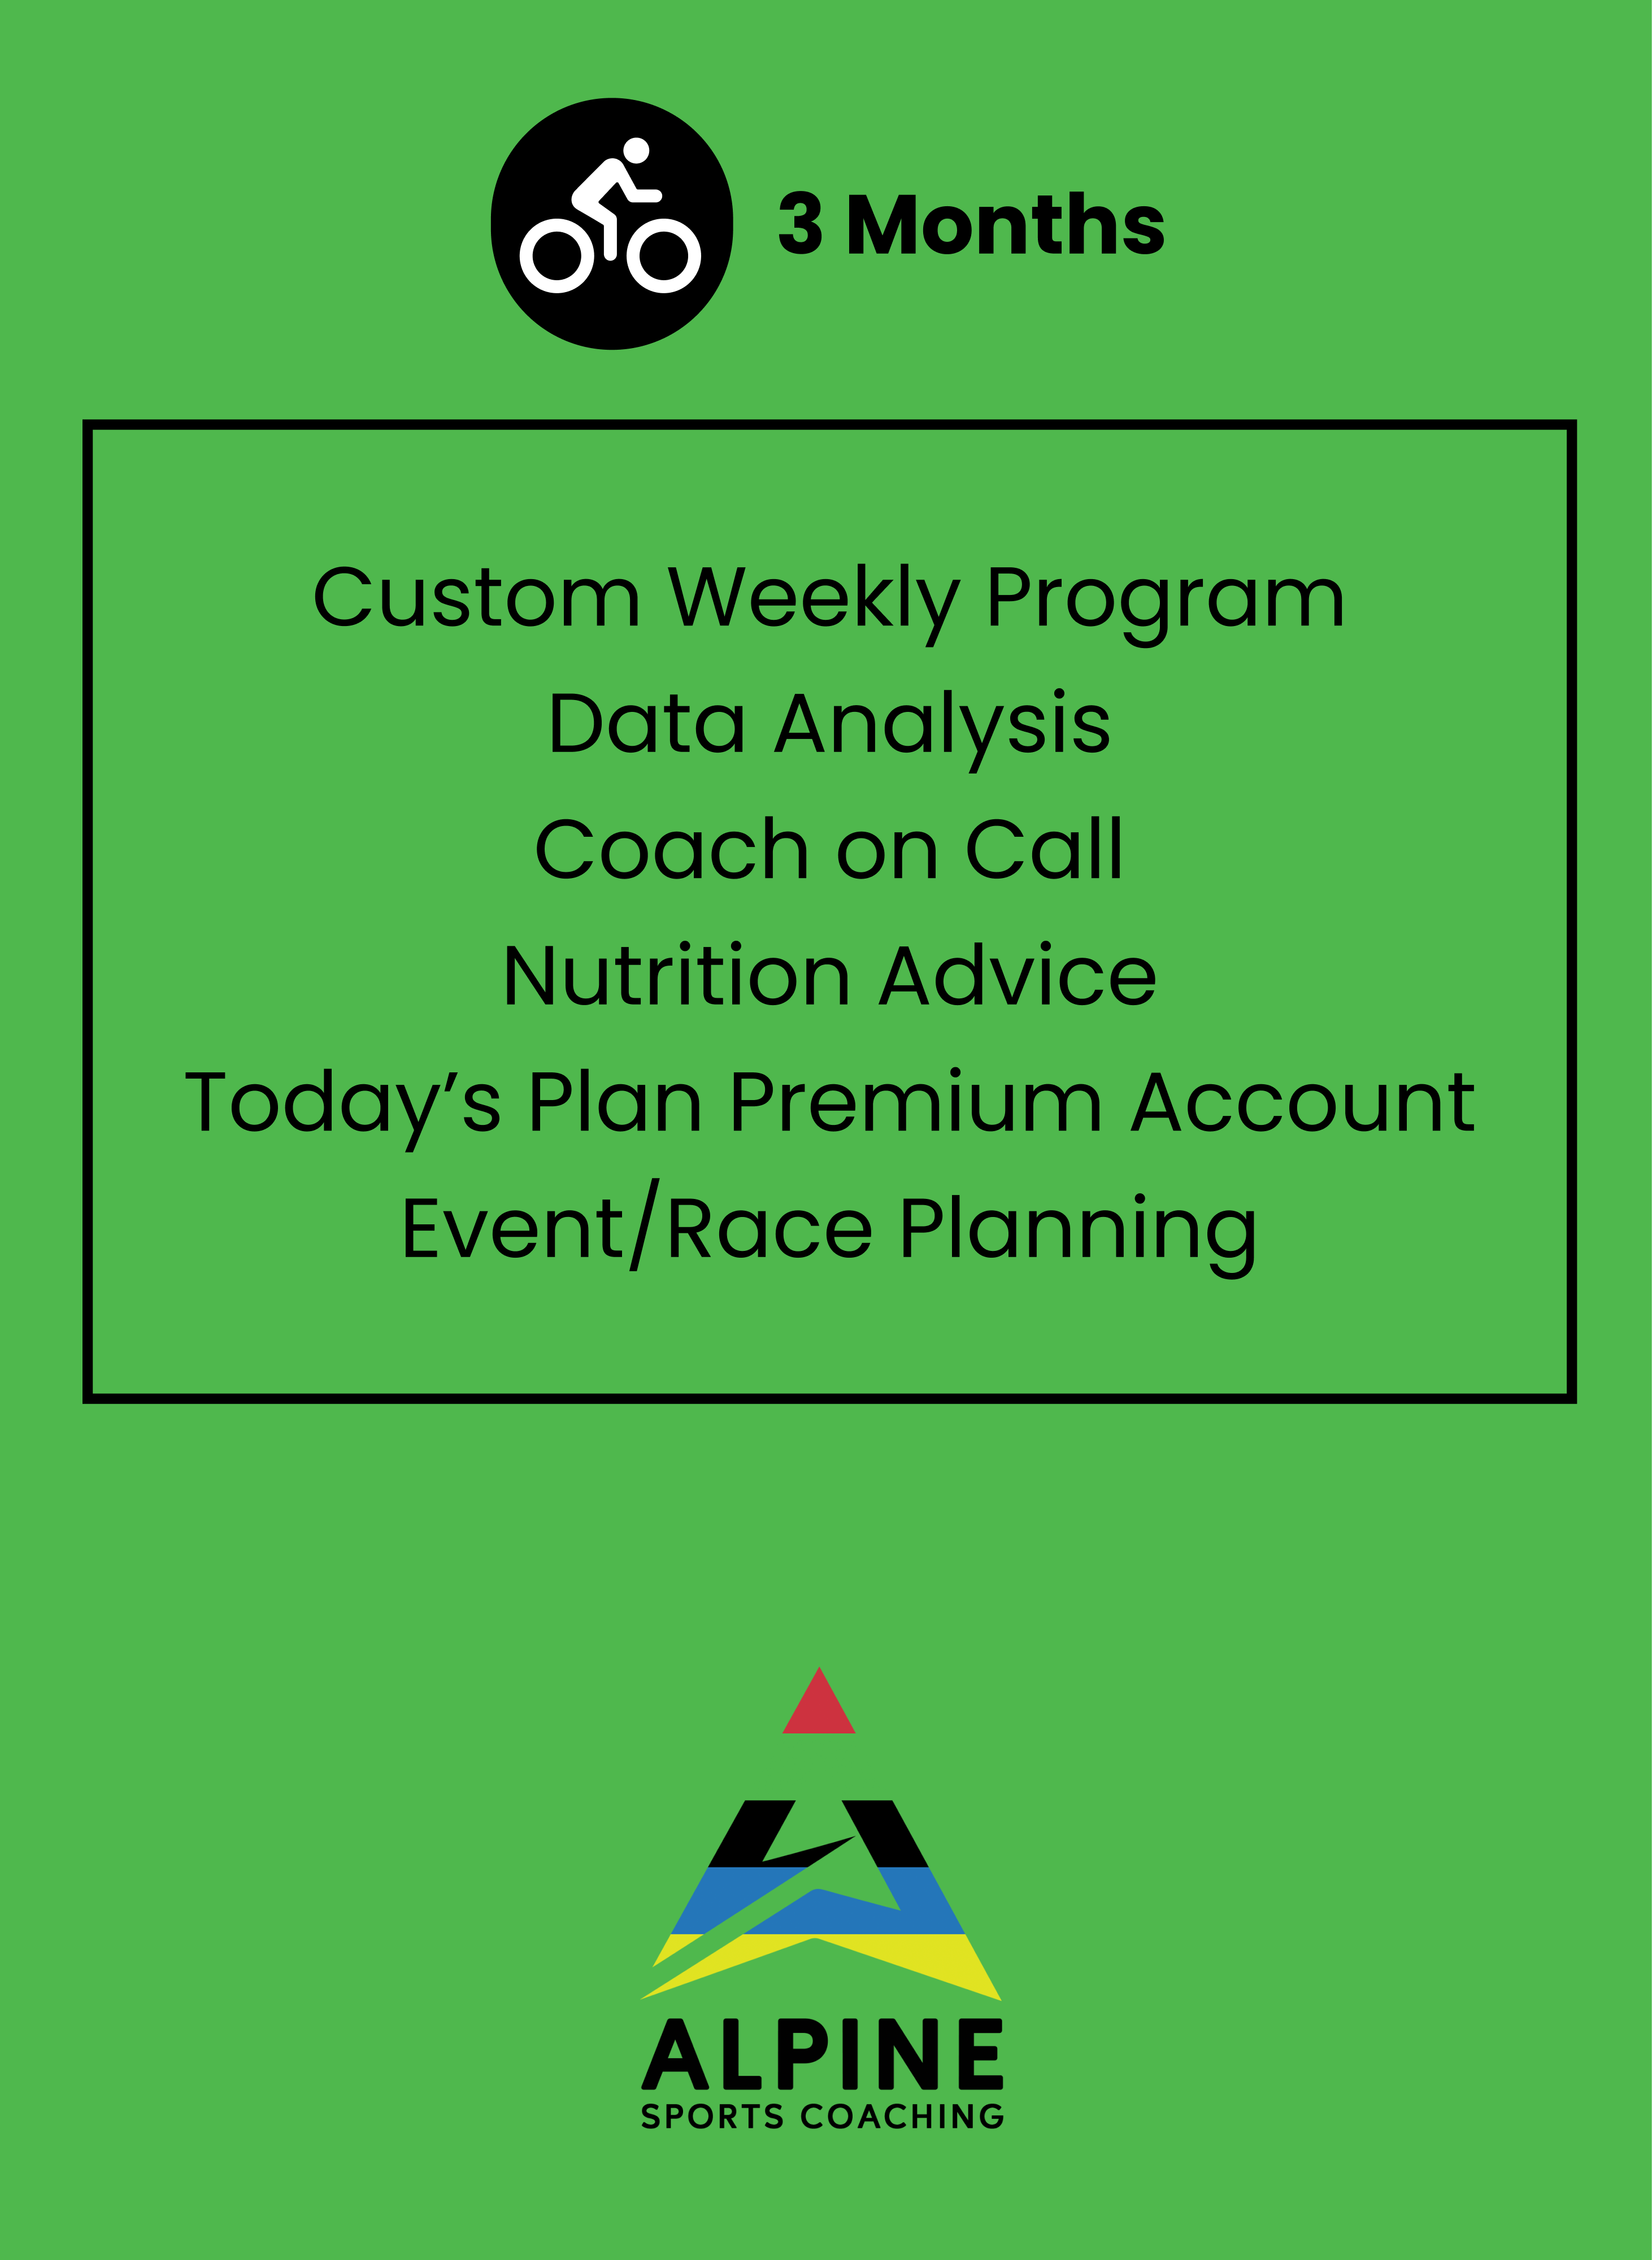 3 Months
Custom Weekly Program
Data Analysis
Coach on Call
Nutrition Advice
Today’s Plan Premium Account
Event/Race Planning
ALPINE
SPORTS COACHING